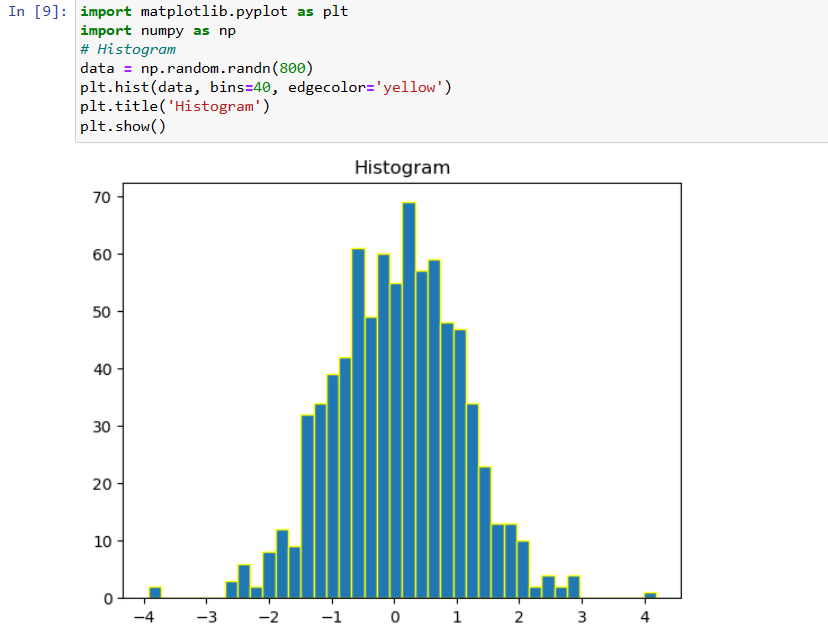 In [9]: import matplotlib.pyplot as plt
import numpy as np
# Histogram
data = np.random.randn(800)
plt.hist(data, bins=40, edgecolor='yellow')
plt.title('Histogram')
plt.show()
Histogram
70
60
50
40
30
20
10
0
−4 −3 −2 −1 0 1 2 3 4